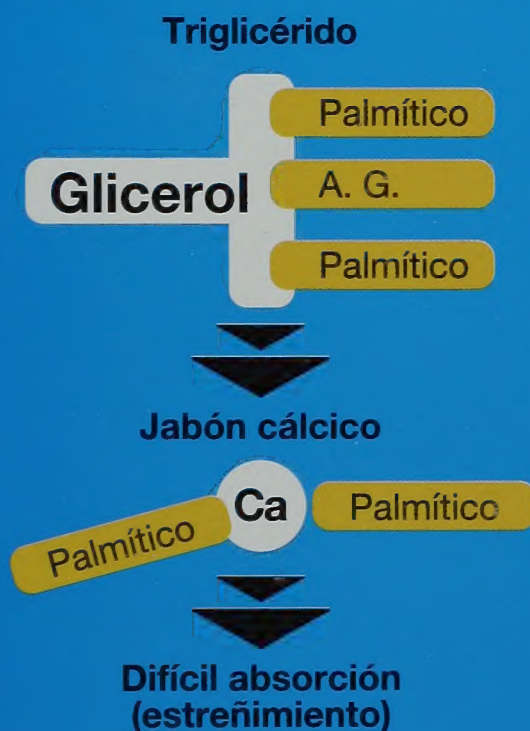 Triglicérido
Palmítico
Glicerol
A. G.
Palmítico
Jabón cálcico
Palmítico
Ca
Palmítico
Difícil absorción
(estreñimiento)